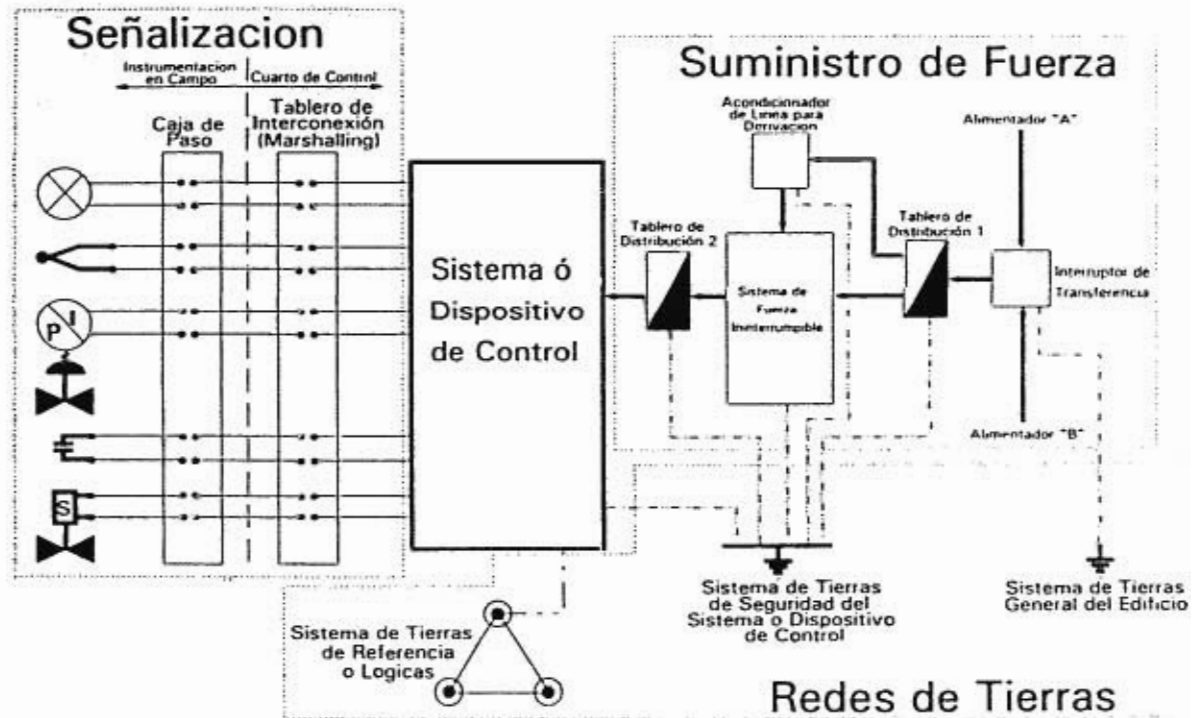 Señalizacion
Instrumentacion
en Campo
Cuarto de Control
Caja de
Paso
Tablero de
Interconexión
(Marshalling)
P I
S
Sistema ó
Dispositivo
de Control
Suministro de Fuerza
Acondicionador
de Linea para
Derivacion
Alimentador "A"
Tablero de
Distribución 2
Tablero de
Distribución 1
Sistema de
Fuerza
Ininterrumpible
Interruptor de
Transferencia
Alimentador "B"
Sistema de Tierras
de Seguridad del
Sistema o Dispositivo
de Control
Sistema de Tierras
General del Edificio
Sistema de Tierras
de Referencia
o Logicas
Redes de Tierras